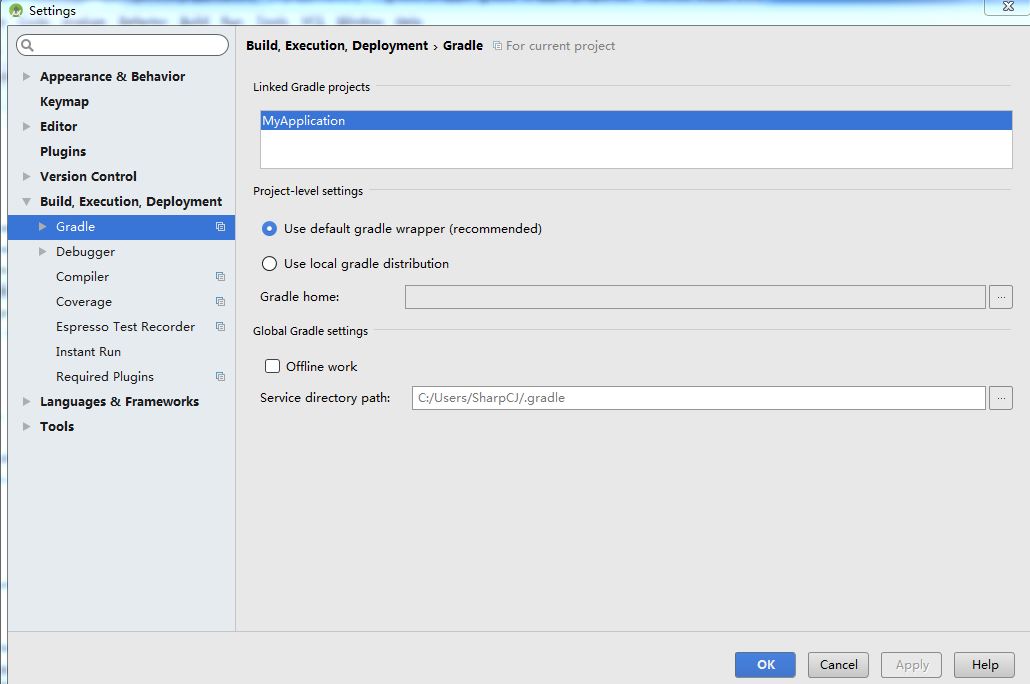 Settings
Build, Execution, Deployment › Gradle For current project
Appearance & Behavior
Keymap
Editor
Plugins
Version Control
Build, Execution, Deployment
Gradle
Debugger
Compiler
Coverage
Espresso Test Recorder
Instant Run
Required Plugins
Languages & Frameworks
Tools
Linked Gradle projects
MyApplication
Project-level settings
Use default gradle wrapper (recommended)
Use local gradle distribution
Gradle home:
...
Global Gradle settings
Offline work
Service directory path: C:/Users/SharpCJ/.gradle ...
OK Cancel Apply Help